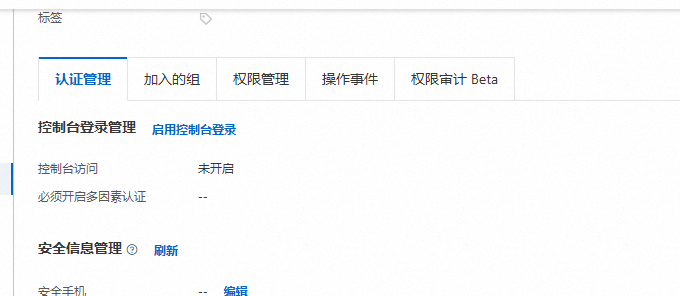 标签
认证管理 加入的组 权限管理 操作事件 权限审计 Beta
控制台登录管理 启用控制台登录
控制台访问 未开启
必须开启多因素认证 --
安全信息管理 刷新
安全手机 -- 编辑